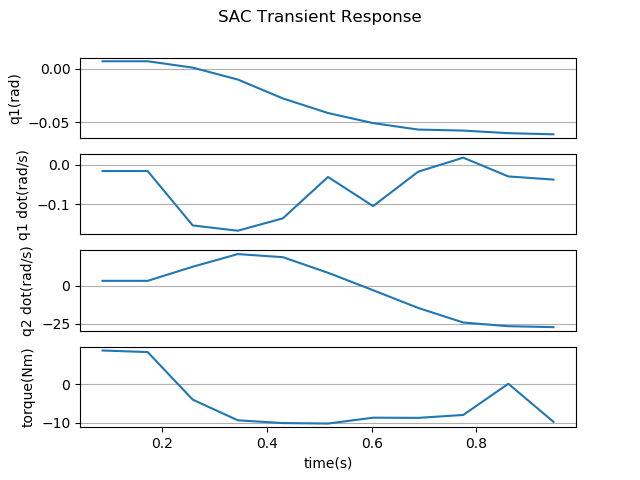 SAC Transient Response
q1(rad)
0.00
−0.05
q1 dot(rad/s)
0.0
−0.1
q2 dot(rad/s)
0
−25
torque(Nm)
0
−10
0.2 0.4 0.6 0.8
time(s)